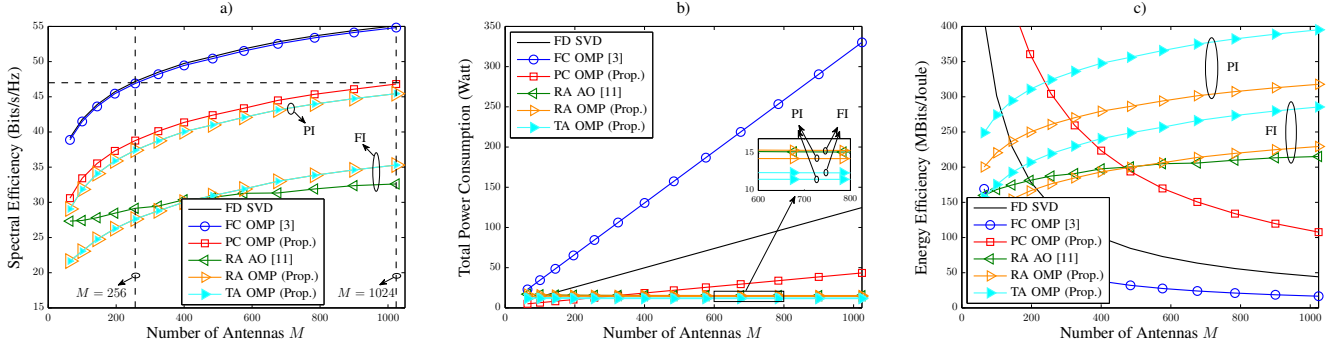 a)
Spectral Efficiency (Bits/s/Hz)
55
50
45
40
35
30
25
20
15
PI
FI
FD SVD
FC OMP [3]
PC OMP (Prop.)
RA AO [11]
RA OMP (Prop.)
TA OMP (Prop.)
M = 256
M = 1024
0 200 400 600 800 1000
Number of Antennas M
b)
Total Power Consumption (Watt)
350
300
250
200
150
100
50
0
FD SVD
FC OMP [3]
PC OMP (Prop.)
RA AO [11]
RA OMP (Prop.)
TA OMP (Prop.)
PI FI
15
10
600 700 800
0 200 400 600 800 1000
Number of Antennas M
c)
Energy Efficiency (MBits/Joule)
400
350
300
250
200
150
100
50
0
PI
FI
FD SVD
FC OMP [3]
PC OMP (Prop.)
RA AO [11]
RA OMP (Prop.)
TA OMP (Prop.)
0 200 400 600 800 1000
Number of Antennas M